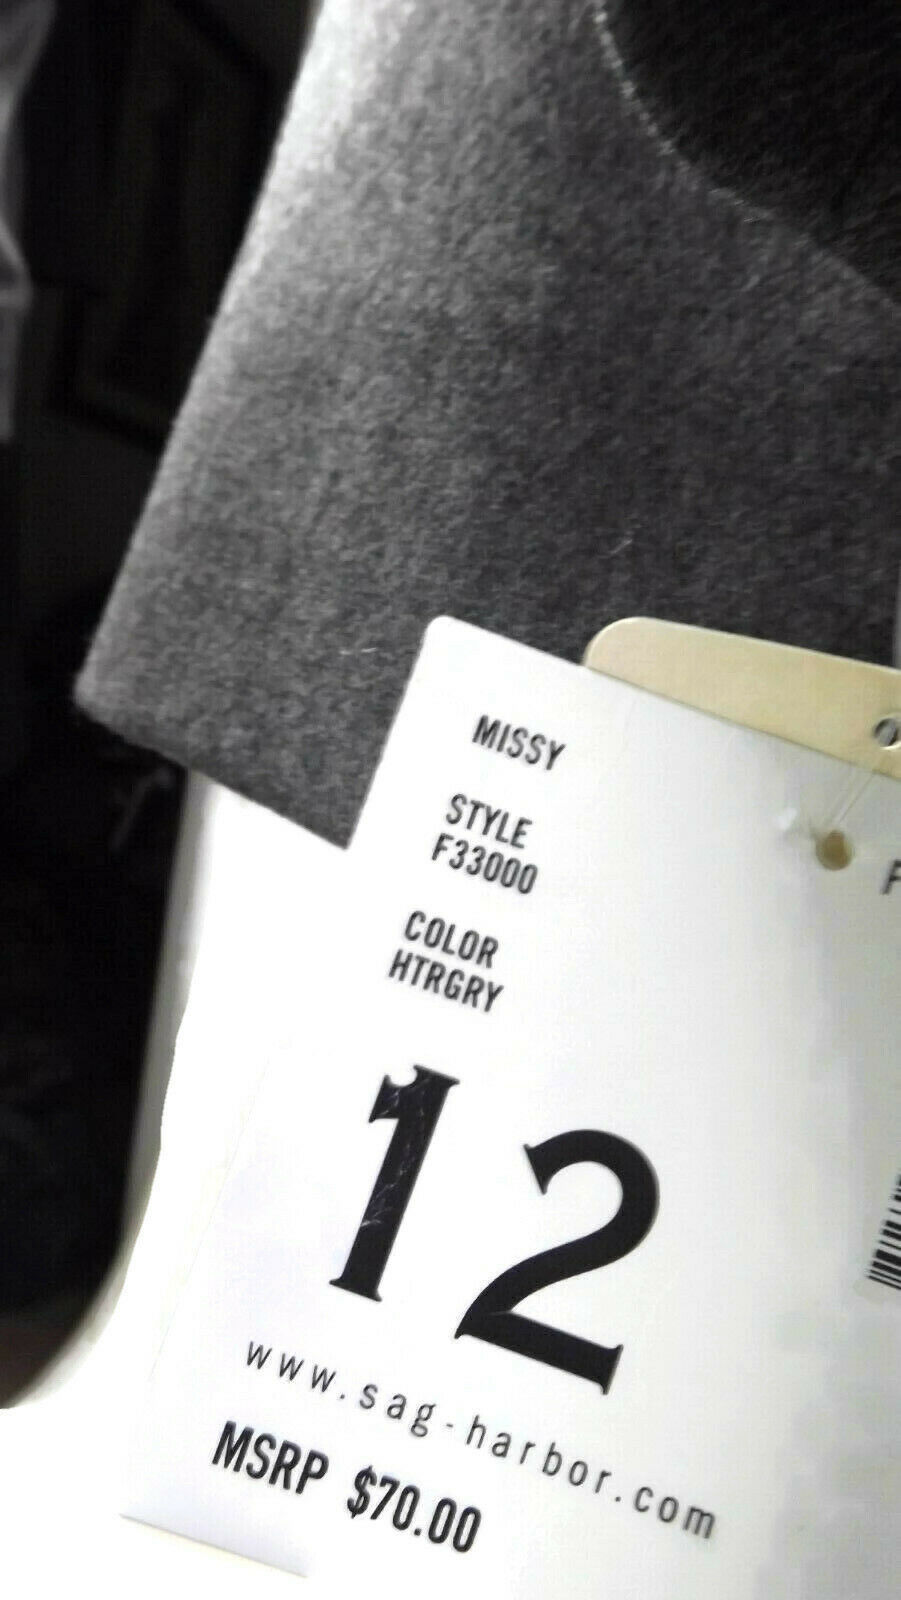 MISSY
STYLE
F33000
COLOR
HTRGRY
12
www.sag-harbor.com
MSRP $70.00